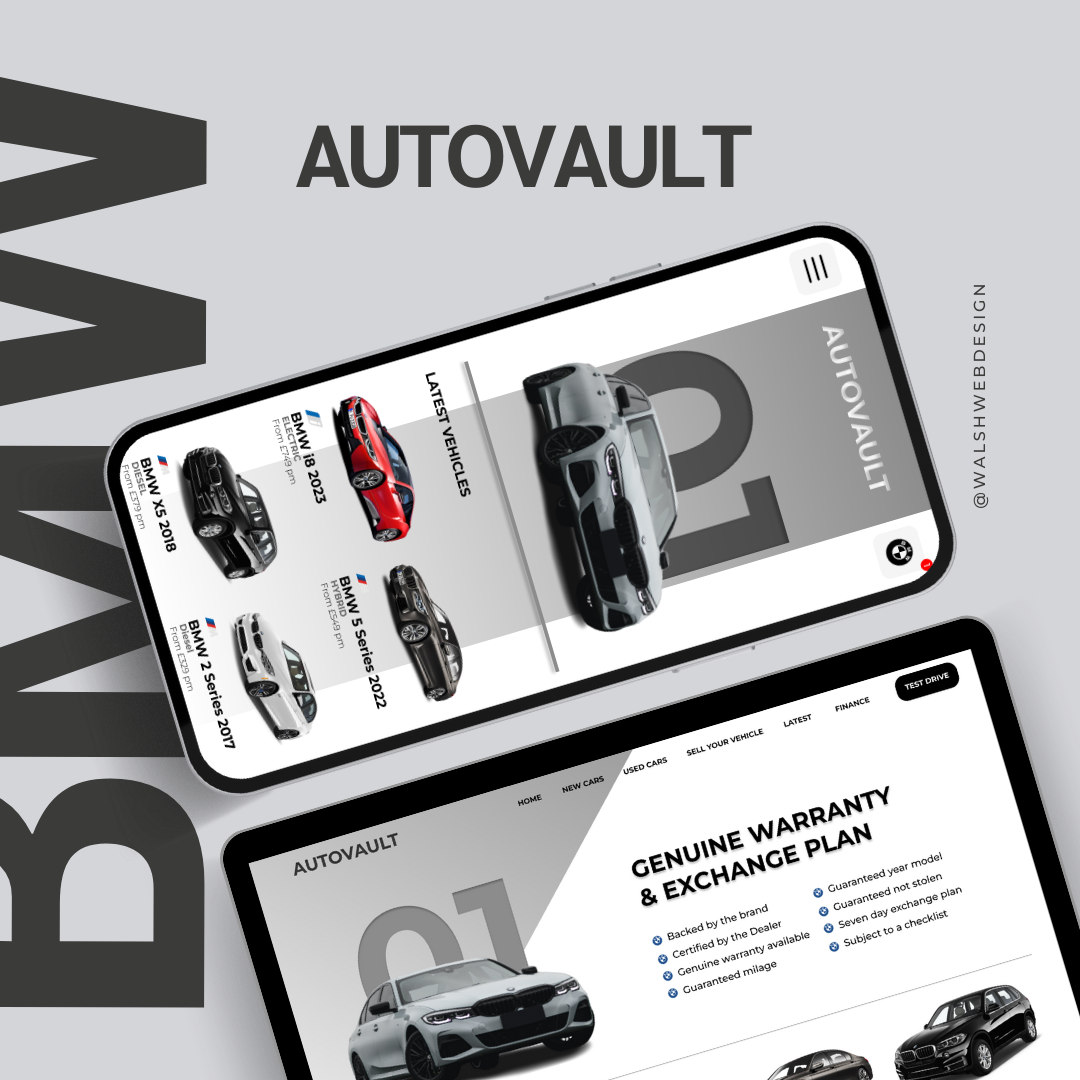 BMW
AUTOVAULT
@WALSHWEBDESIGN
AUTOVAULT
01
LATEST VEHICLES
BMW i8 2023
ELECTRIC
From £749 pm
BMW 5 Series 2022
HYBRID
From £549 pm
BMW X5 2018
DIESEL
From £379 pm
BMW 2 Series 2017
Diesel
From £329 pm
AUTOVAULT
HOME
NEW CARS
USED CARS
SELL YOUR VEHICLE
LATEST
FINANCE
TEST DRIVE
01
GENUINE WARRANTY
& EXCHANGE PLAN
Backed by the brand
Certified by the Dealer
Genuine warranty available
Guaranteed milage
Guaranteed year model
Guaranteed not stolen
Seven day exchange plan
Subject to a checklist